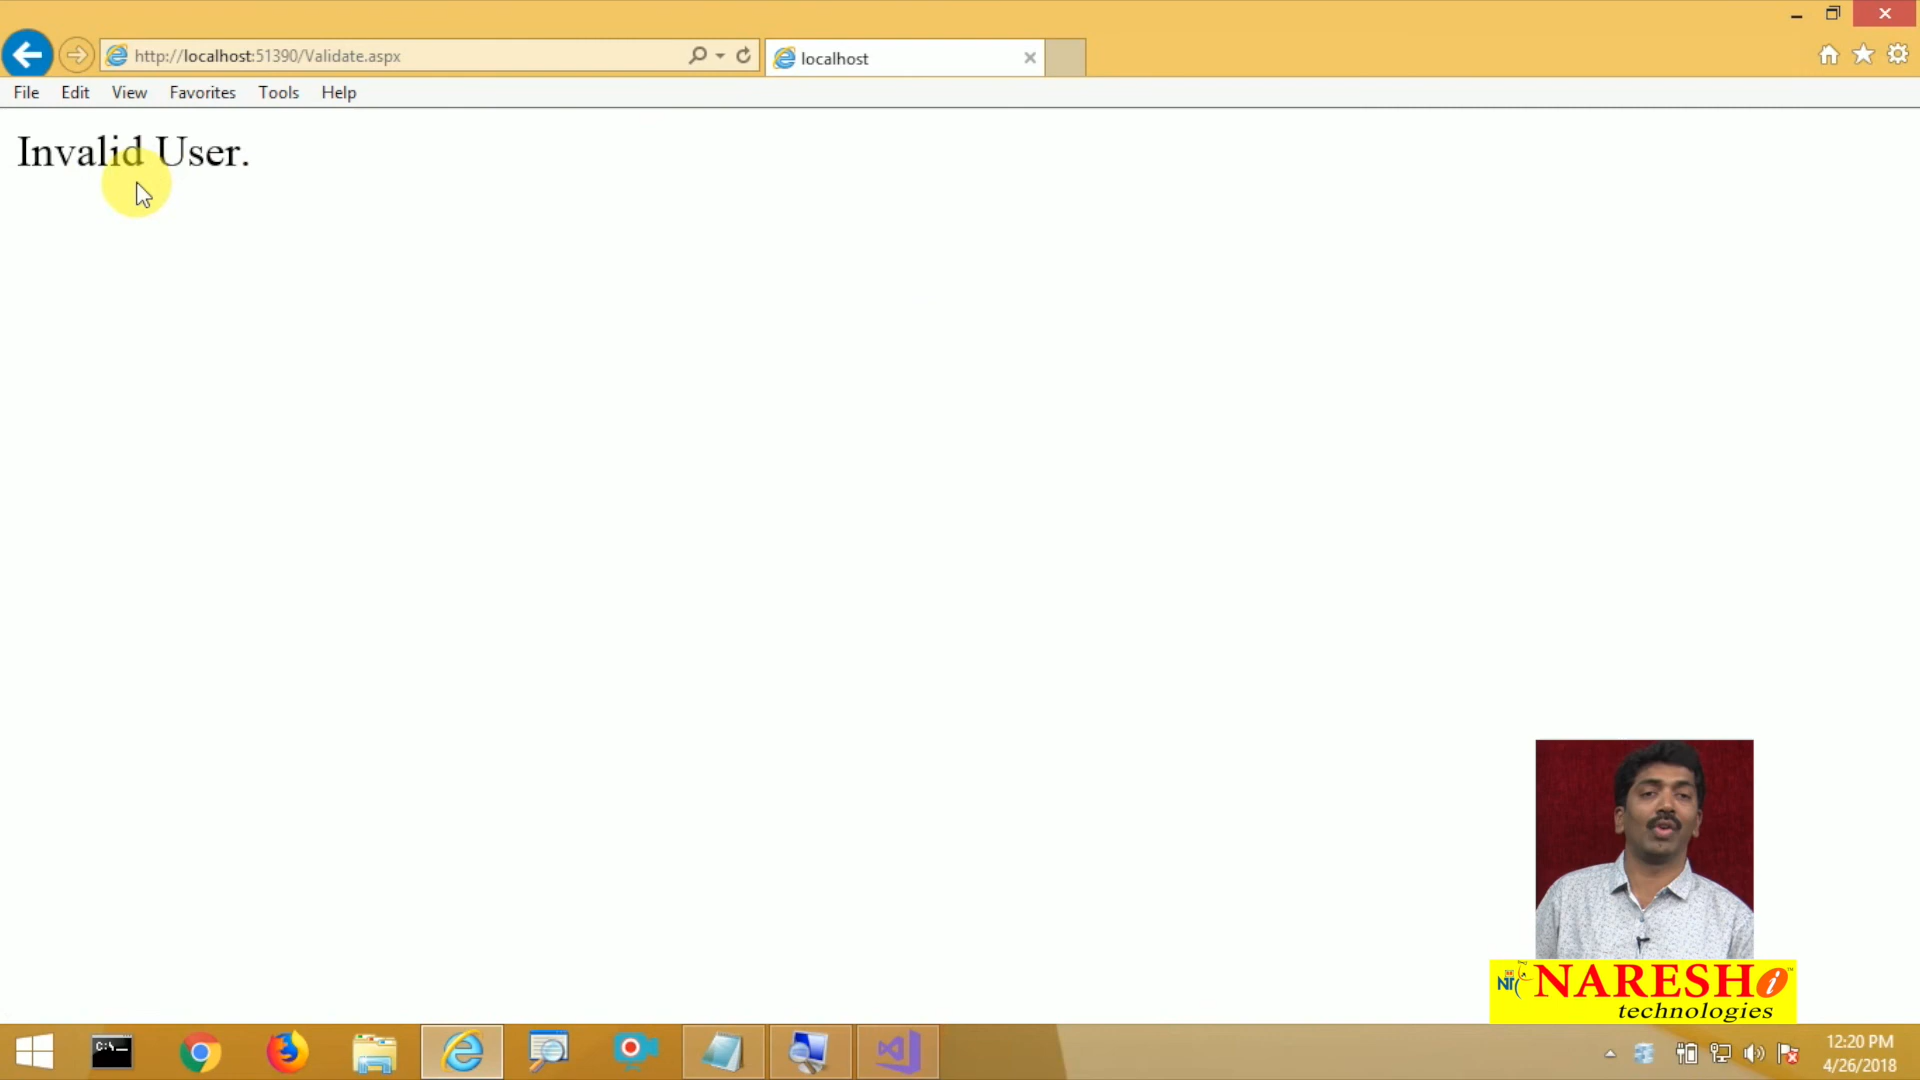 http://localhost:51390/Validate.aspx
localhost
File Edit View Favorites Tools Help
Invalid User.
NARESHi
technologies
C:\_
12:20 PM
4/26/2018